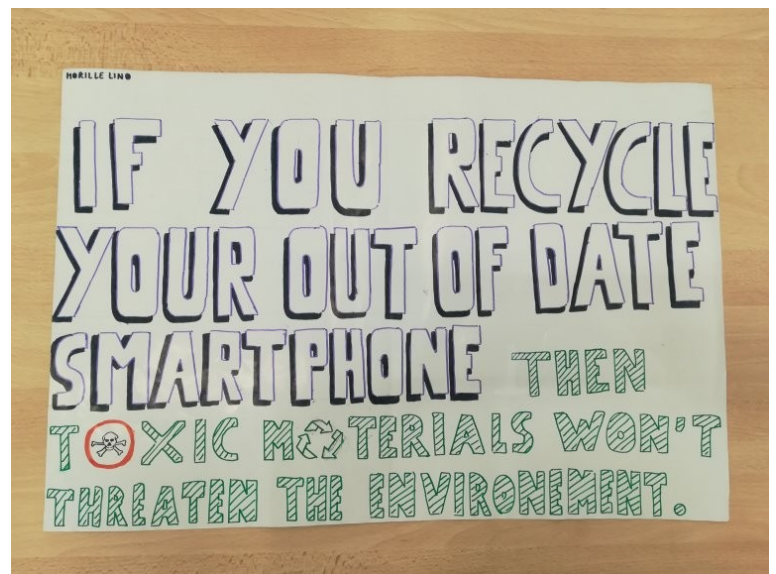 MORILLE LINO
IF YOU RECYCLE
YOUR OUT OF DATE
SMARTPHONE THEN
TOXIC MATERIALS WON'T
THREATEN THE ENVIRONEMENT.